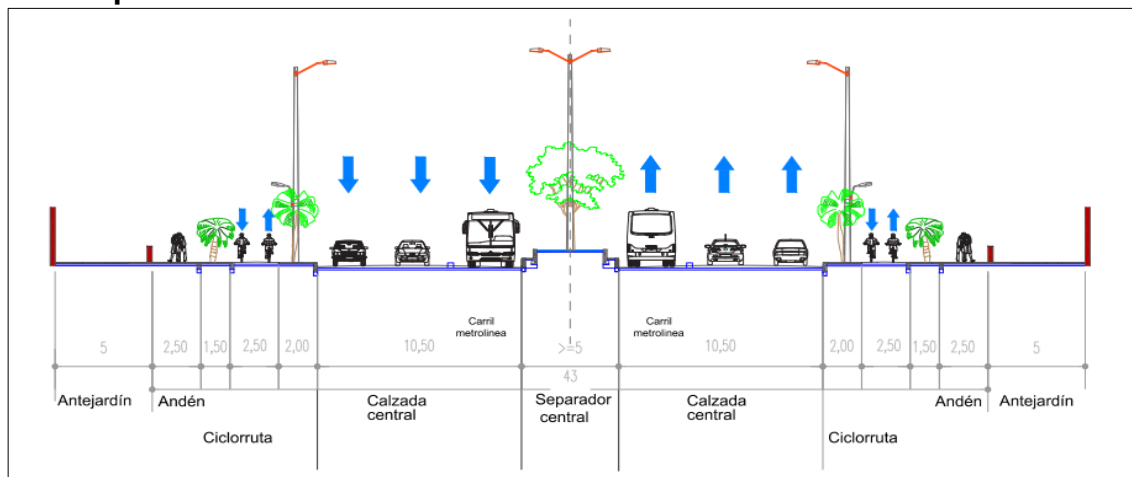 Carril
metrolinea
Carril
metrolinea
5
2,50
1,50
2,50
2,00
10,50
>=5
10,50
2,00
2,50
1,50
2,50
5
43
Antejardín
Andén
Calzada
central
Separador
central
Calzada
central
Andén
Antejardín
Ciclorruta
Ciclorruta